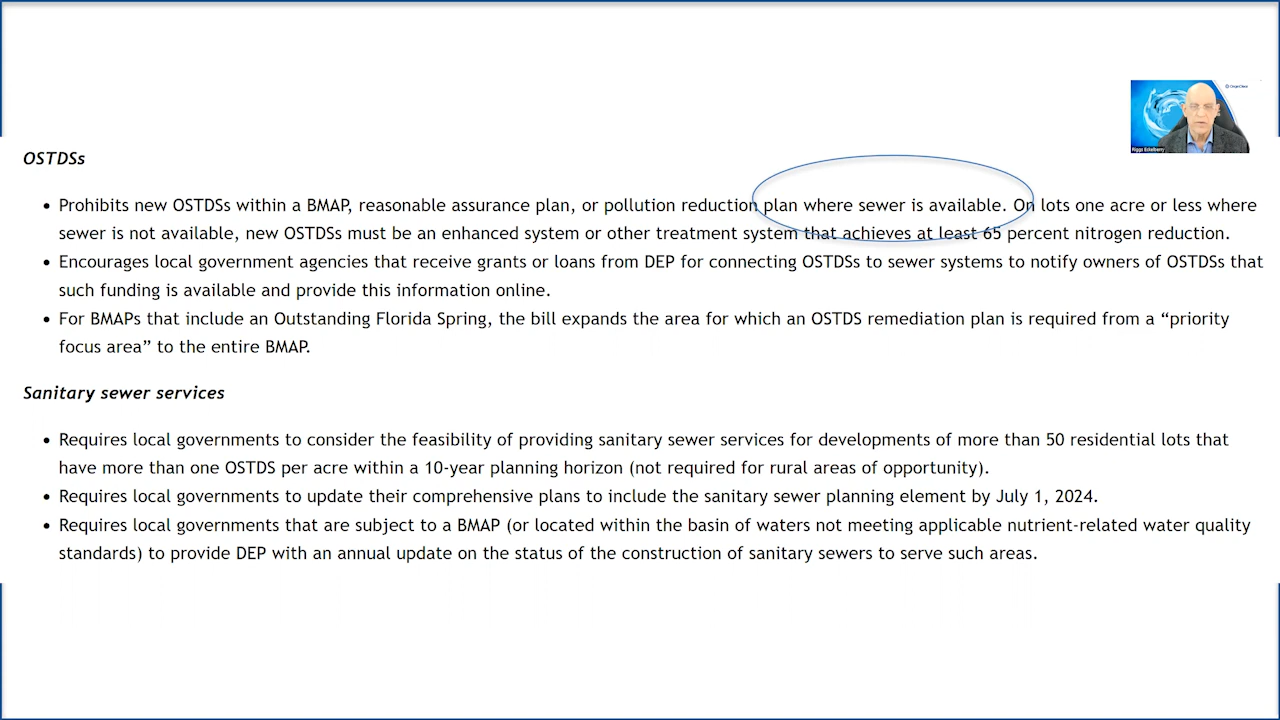 OriginClear
Riggs Eckelberry
OSTDSs
• Prohibits new OSTDSs within a BMAP, reasonable assurance plan, or pollution reduction plan where sewer is available. On lots one acre or less where
sewer is not available, new OSTDSs must be an enhanced system or other treatment system that achieves at least 65 percent nitrogen reduction.
• Encourages local government agencies that receive grants or loans from DEP for connecting OSTDSs to sewer systems to notify owners of OSTDSs that
such funding is available and provide this information online.
• For BMAPs that include an Outstanding Florida Spring, the bill expands the area for which an OSTDS remediation plan is required from a “priority
focus area” to the entire BMAP.
Sanitary sewer services
• Requires local governments to consider the feasibility of providing sanitary sewer services for developments of more than 50 residential lots that
have more than one OSTDS per acre within a 10-year planning horizon (not required for rural areas of opportunity).
• Requires local governments to update their comprehensive plans to include the sanitary sewer planning element by July 1, 2024.
• Requires local governments that are subject to a BMAP (or located within the basin of waters not meeting applicable nutrient-related water quality
standards) to provide DEP with an annual update on the status of the construction of sanitary sewers to serve such areas.